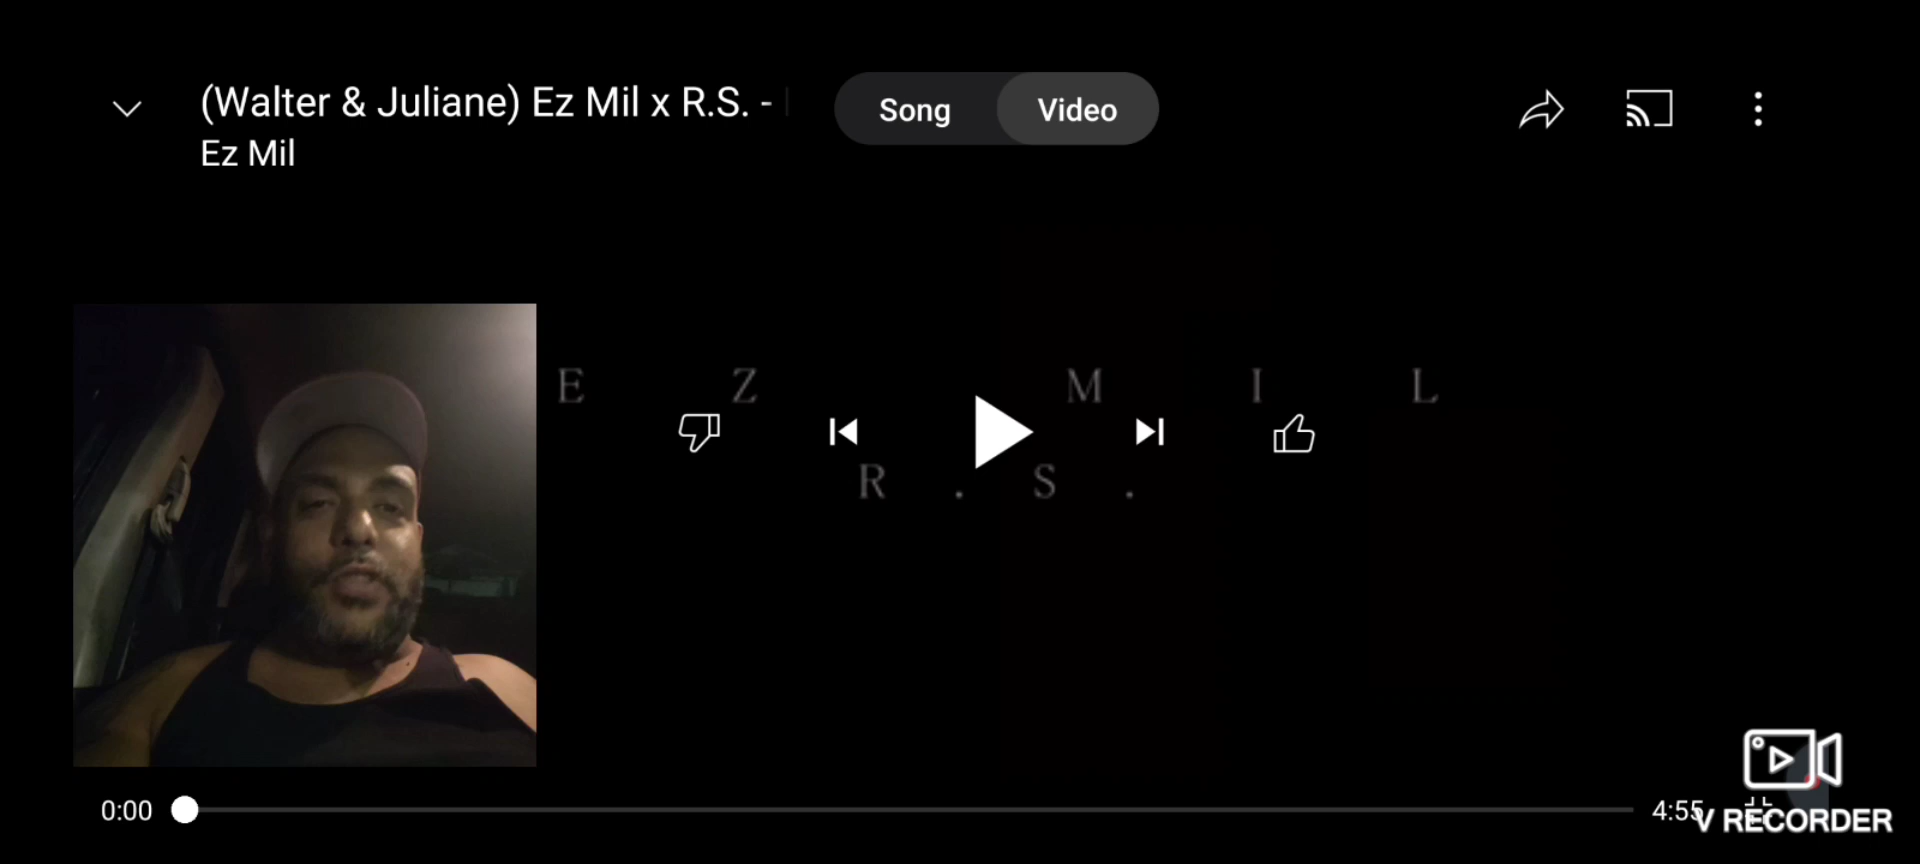 (Walter & Juliane) Ez Mil x R.S. -
Ez Mil
Song
Video
E Z M I L
R . S .
0:00
4:55
V RECORDER